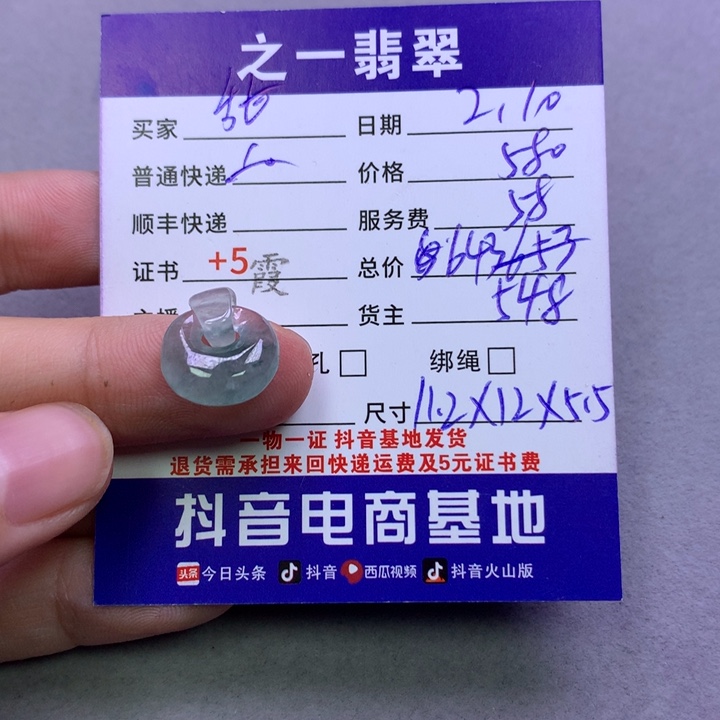 之一翡翠
买家 日期 2.10
普通快递 价格 580
顺丰快递 服务费 58
证书 +5 霞 总价 643 653
货主 548
孔 绑绳
尺寸 11.2X12X5.5
一物一证 抖音基地发货
退货需承担来回快递运费及5元证书费
抖音电商基地
头条 今日头条 抖音 西瓜视频 抖音火山版